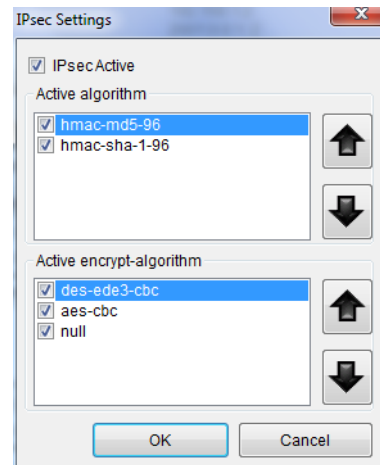 IPsec Settings
IPsec Active
Active algorithm
hmac-md5-96
hmac-sha-1-96
Active encrypt-algorithm
des-ede3-cbc
aes-cbc
null
OK
Cancel